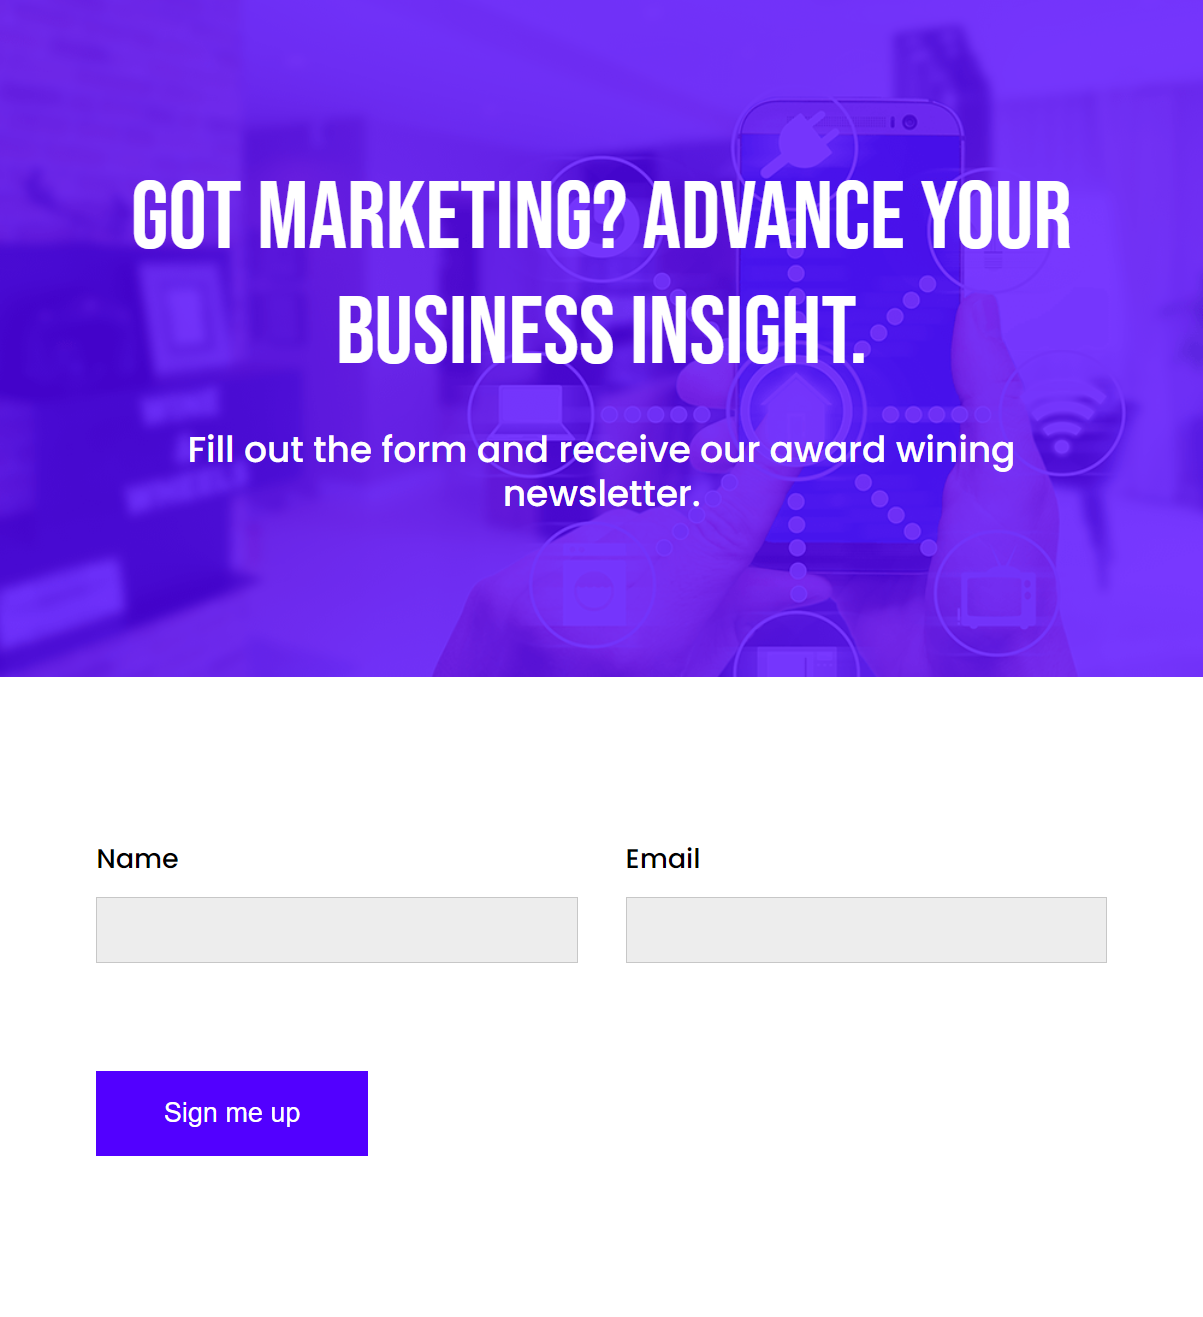 GOT MARKETING? ADVANCE YOUR
BUSINESS INSIGHT.
Fill out the form and receive our award wining
newsletter.
Name
Email
Sign me up